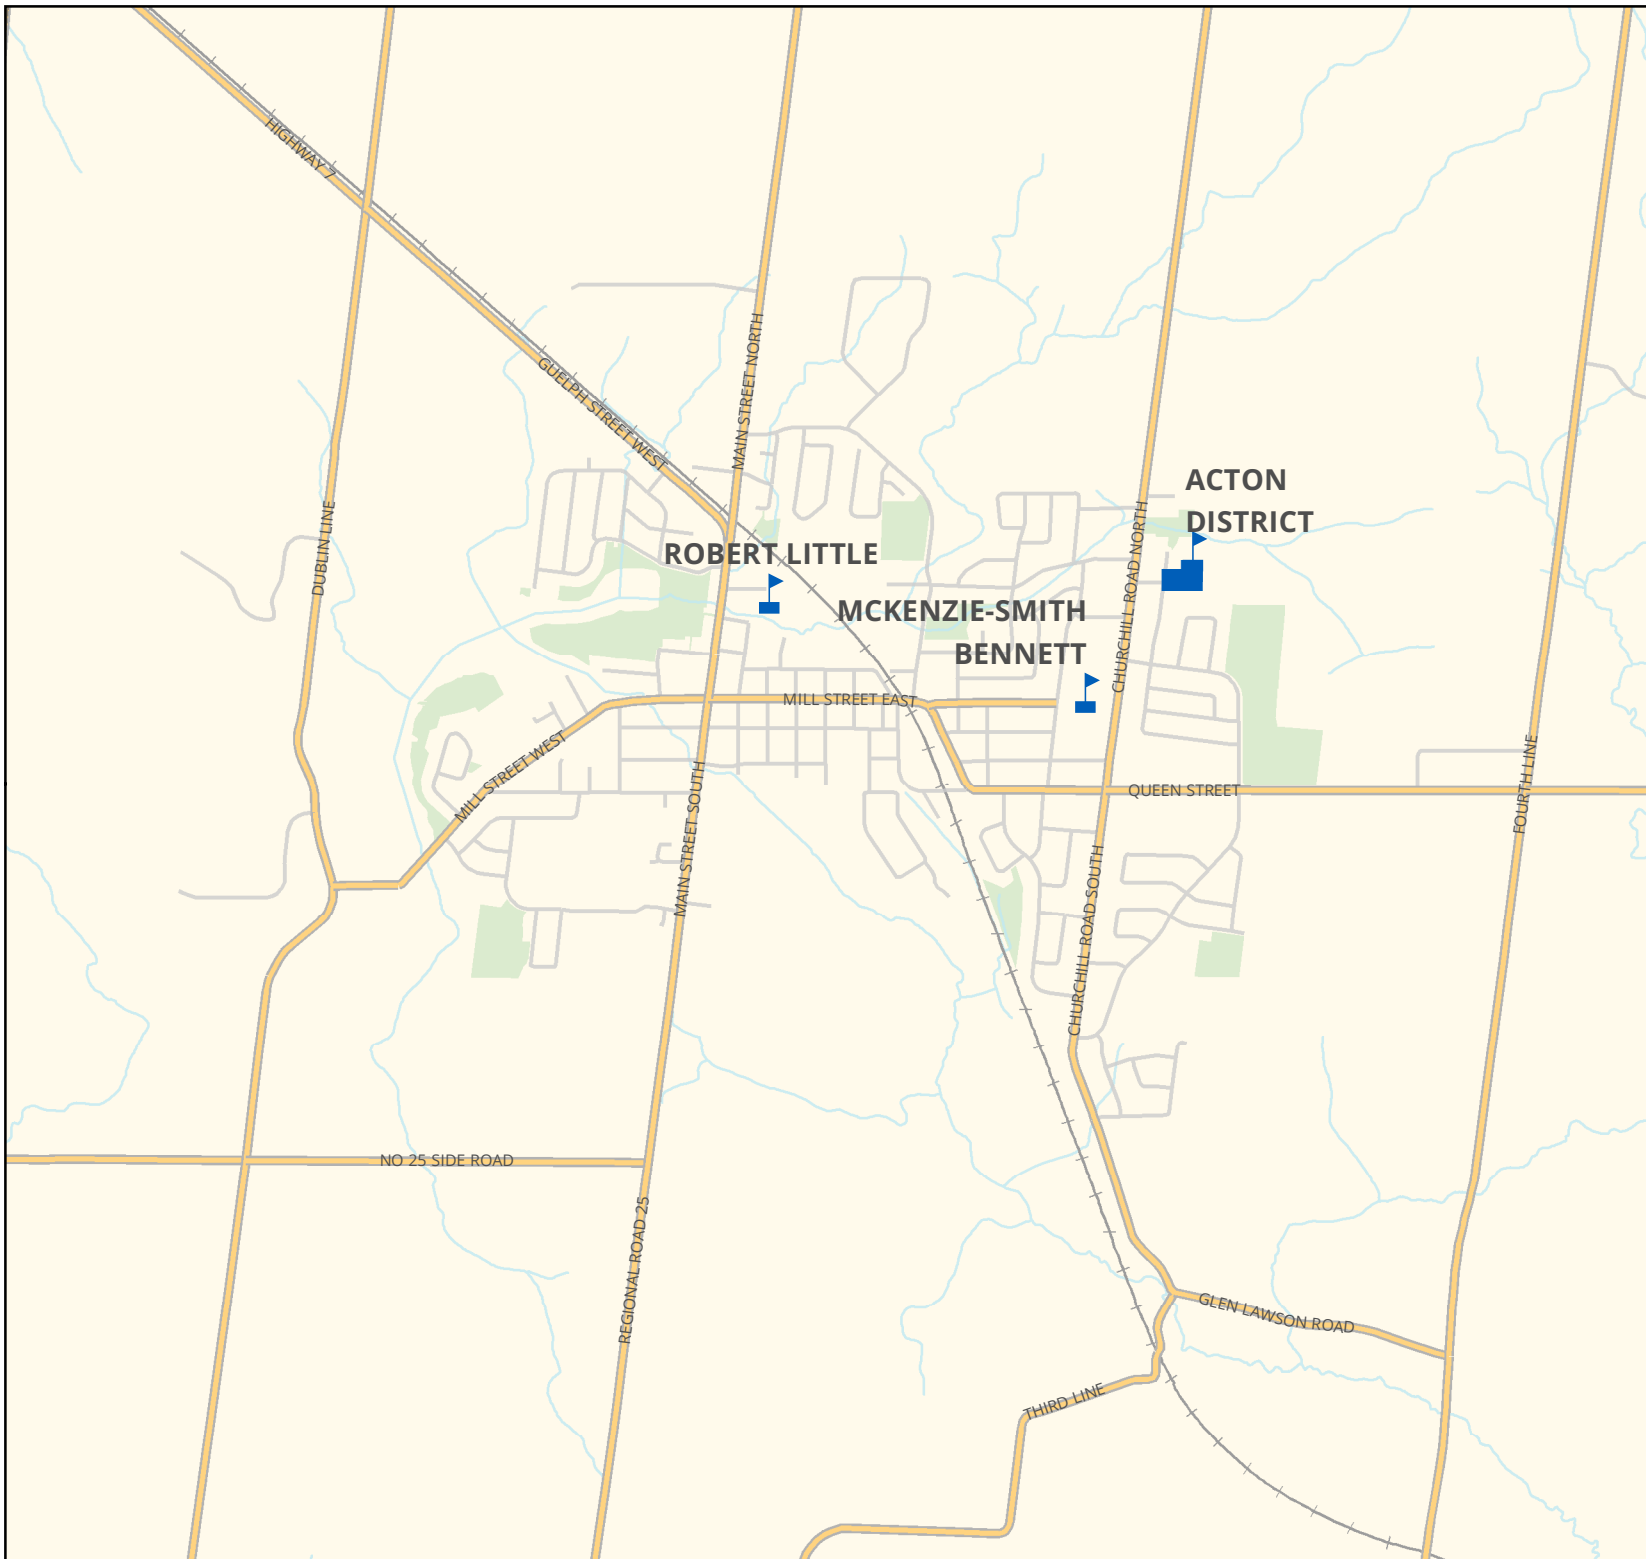 HIGHWAY 7
GUELPH STREET WEST
MAIN STREET NORTH
ACTON
DISTRICT
DUBLIN LINE
CHURCHILL ROAD NORTH
ROBERT LITTLE
MCKENZIE-SMITH
BENNETT
MILL STREET EAST
MILL STREET WEST
MAIN STREET SOUTH
QUEEN STREET
FOURTH LINE
CHURCHILL ROAD SOUTH
NO 25 SIDE ROAD
REGIONAL ROAD 25
GLEN LAWSON ROAD
THIRD LINE